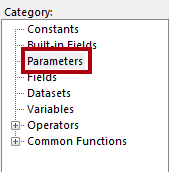 Category:
Constants
Built-in Fields
Parameters
Fields
Datasets
Variables
Operators
Common Functions